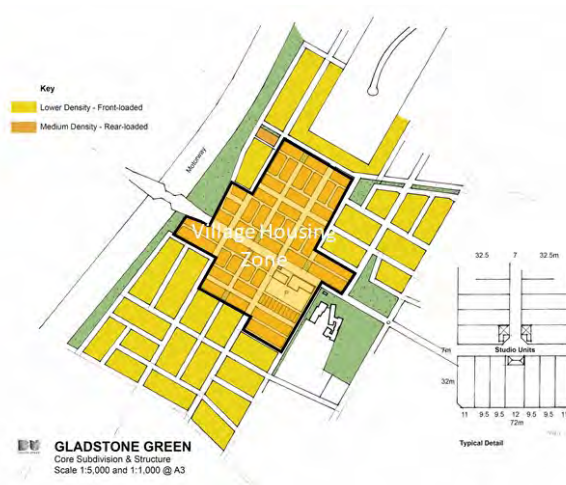 Key
Lower Density - Front-loaded
Medium Density - Rear-loaded
Motorway
Village Housing
Zone
32.5 7 32.5m
7m
Studio Units
32m
11 9.5 9.5 12 9.5 9.5 11
72m
Typical Detail
GLADSTONE GREEN
Core Subdivision & Structure
Scale 1:5,000 and 1:1,000 @ A3